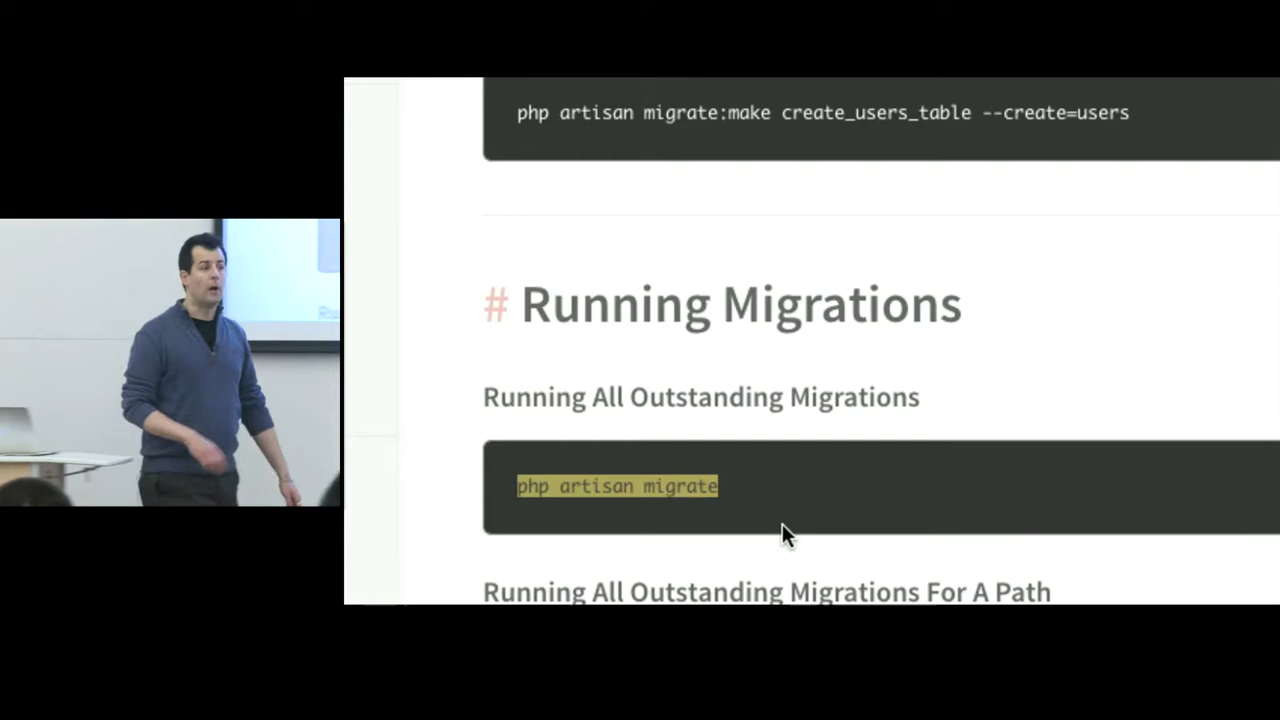 php artisan migrate:make create_users_table --create=users
# Running Migrations
Running All Outstanding Migrations
php artisan migrate
Running All Outstanding Migrations For A Path